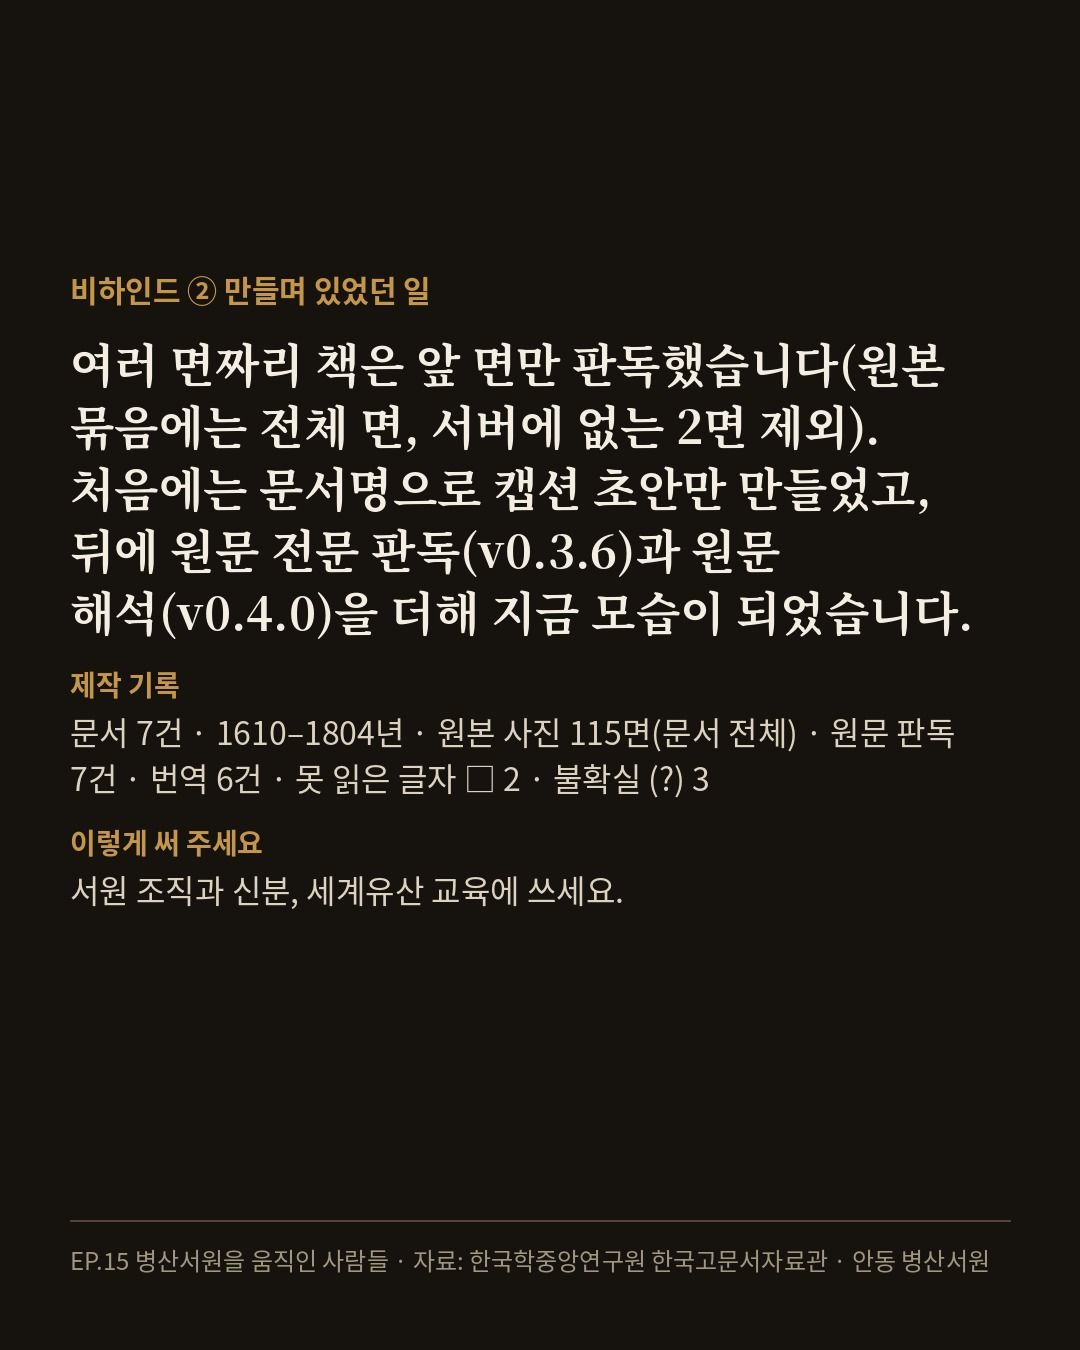 비하인드 ② 만들며 있었던 일
여러 면짜리 책은 앞 면만 판독했습니다(원본
묶음에는 전체 면, 서버에 없는 2면 제외).
처음에는 문서명으로 캡션 초안만 만들었고,
뒤에 원문 전문 판독(v0.3.6)과 원문
해석(v0.4.0)을 더해 지금 모습이 되었습니다.
제작 기록
문서 7건 · 1610–1804년 · 원본 사진 115면(문서 전체) · 원문 판독
7건 · 번역 6건 · 못 읽은 글자 □ 2 · 불확실 (?) 3
이렇게 써 주세요
서원 조직과 신분, 세계유산 교육에 쓰세요.
EP.15 병산서원을 움직인 사람들 · 자료: 한국학중앙연구원 한국고문서자료관 · 안동 병산서원